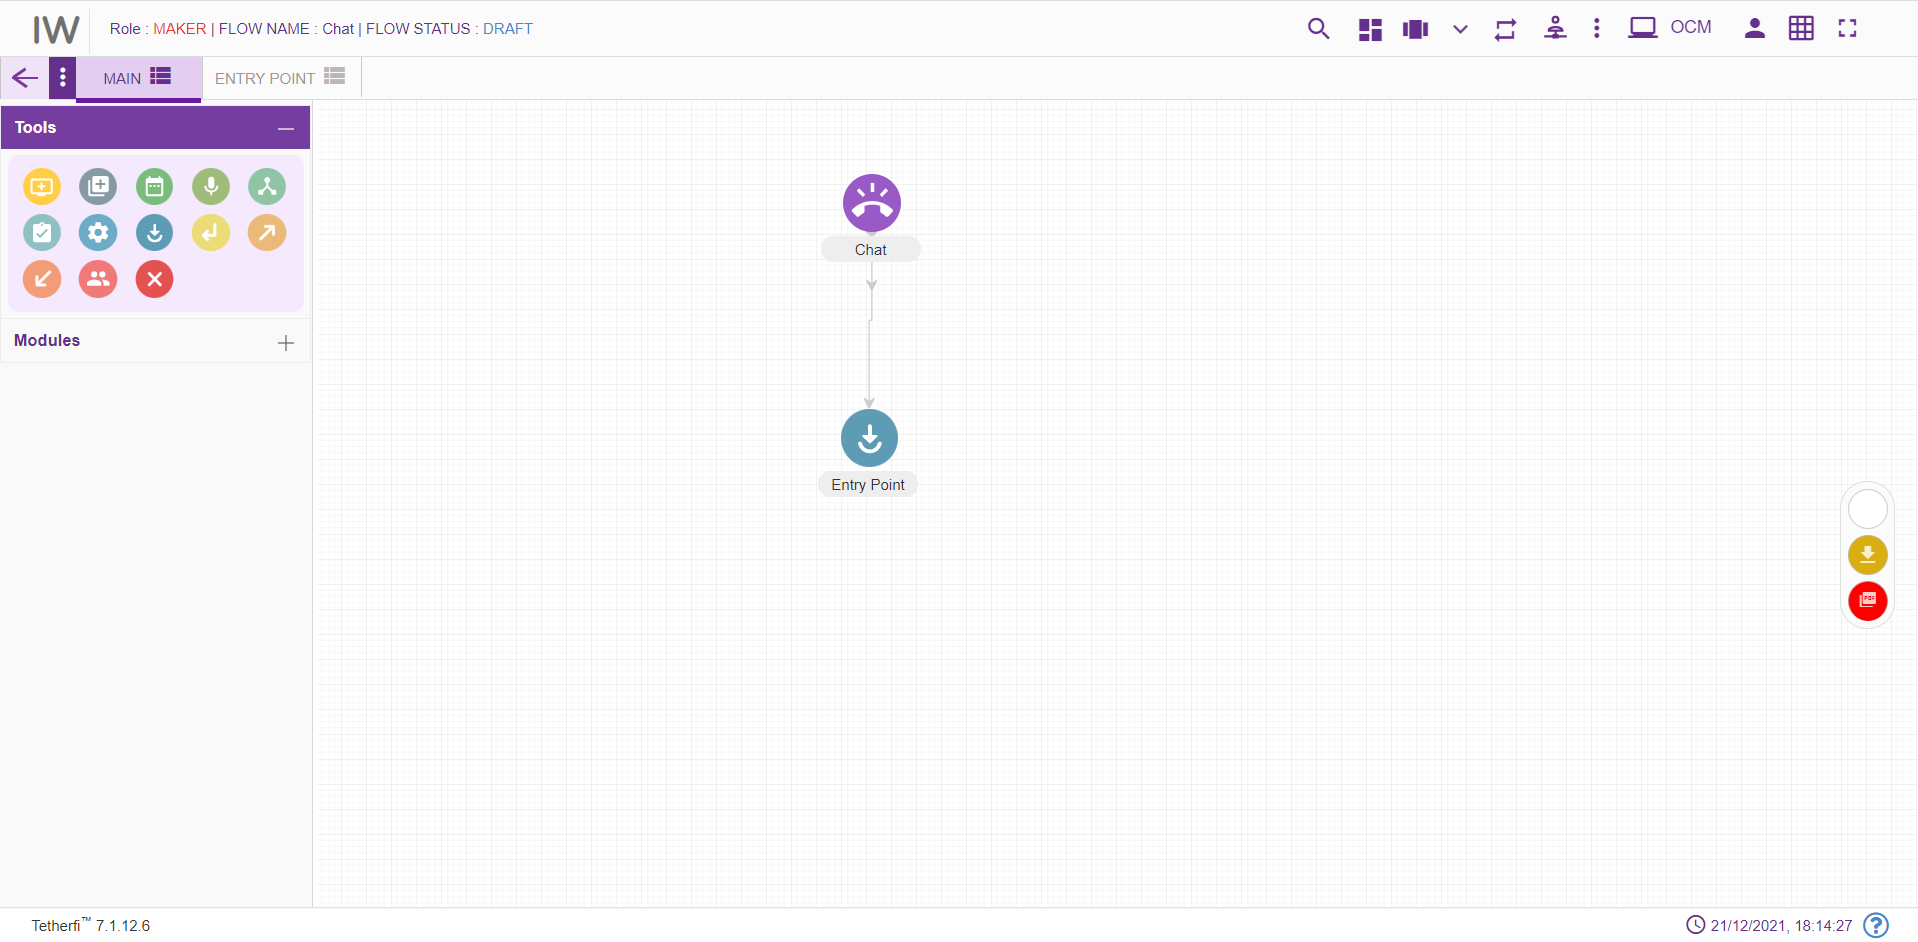 IW
Role : MAKER | FLOW NAME : Chat | FLOW STATUS : DRAFT
OCM
MAIN
ENTRY POINT
Tools
Modules
Chat
Entry Point
PDF
Tetherfi™ 7.1.12.6
21/12/2021, 18:14:27
?